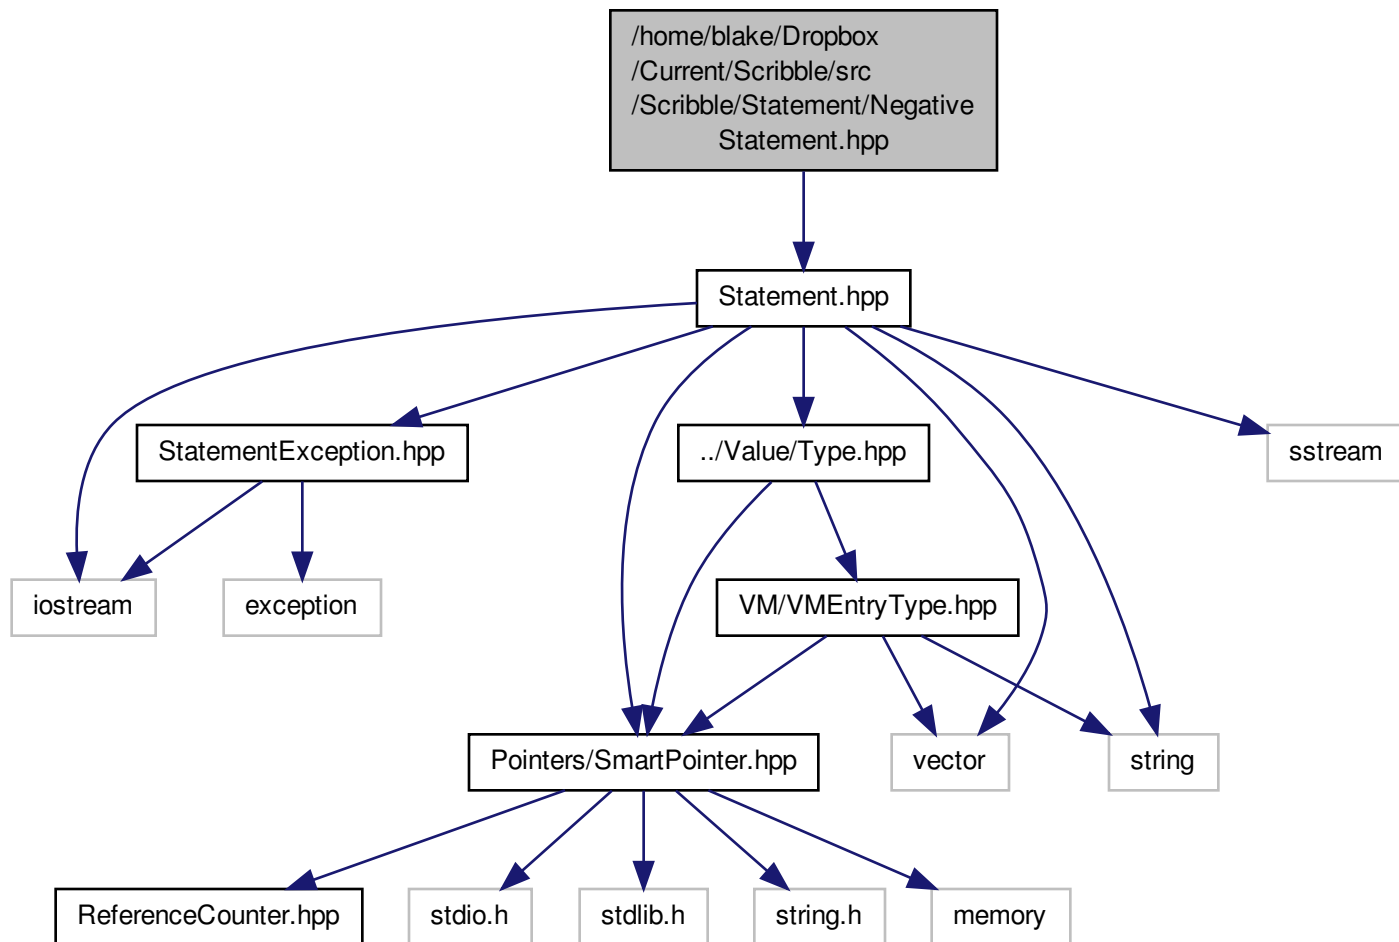 /home/blake/Dropbox
/Current/Scribble/src
/Scribble/Statement/Negative
Statement.hpp
Statement.hpp
StatementException.hpp
../Value/Type.hpp
sstream
iostream
exception
VM/VMEntryType.hpp
Pointers/SmartPointer.hpp
vector
string
ReferenceCounter.hpp
stdio.h
stdlib.h
string.h
memory